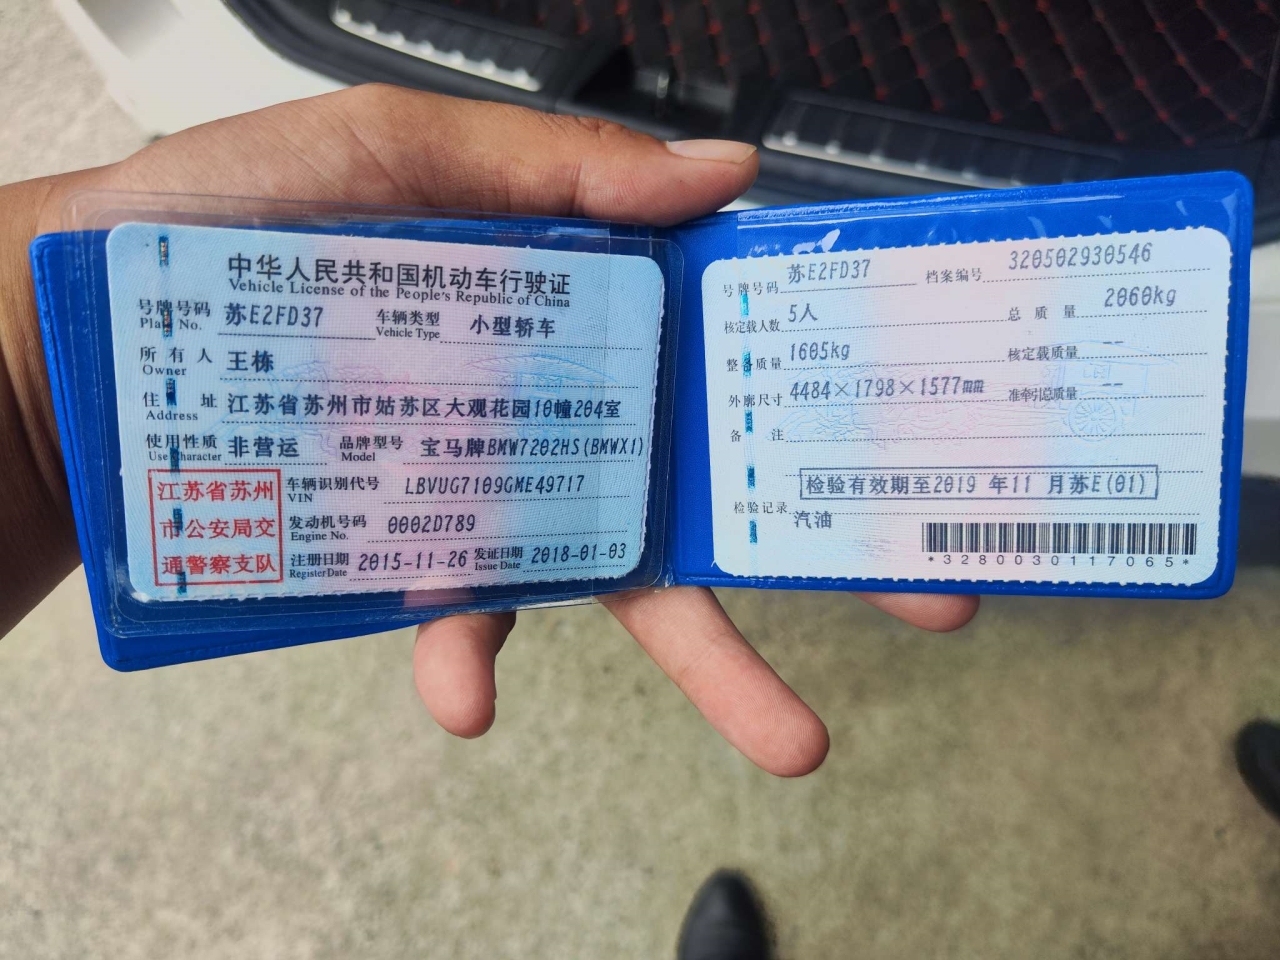 中华人民共和国机动车行驶证
Vehicle License of the People's Republic of China
号牌号码 苏E2FD37 车辆类型 小型轿车
Plate No. Vehicle Type
所有人 王栋
Owner
住址 江苏省苏州市姑苏区大观花园10幢204室
Address
使用性质 非营运 品牌型号 宝马牌BMW7202HS(BMWX1)
Use Character Model
江苏省苏州
市公安局交
通警察支队
车辆识别代号 LBVUG7109GME49717
VIN
发动机号码 0002D789
Engine No.
注册日期 2015-11-26 发证日期 2018-01-03
Register Date Issue Date
号牌号码 苏E2FD37 档案编号 320502930546
核定载人数 5人 总质量 2060kg
整备质量 1605kg 核定载质量 --
外廓尺寸 4484×1798×1577mm 准牵引总质量 --
备注
检验有效期至2019 年11 月苏E(01)
检验记录 汽油
*3280030117065*